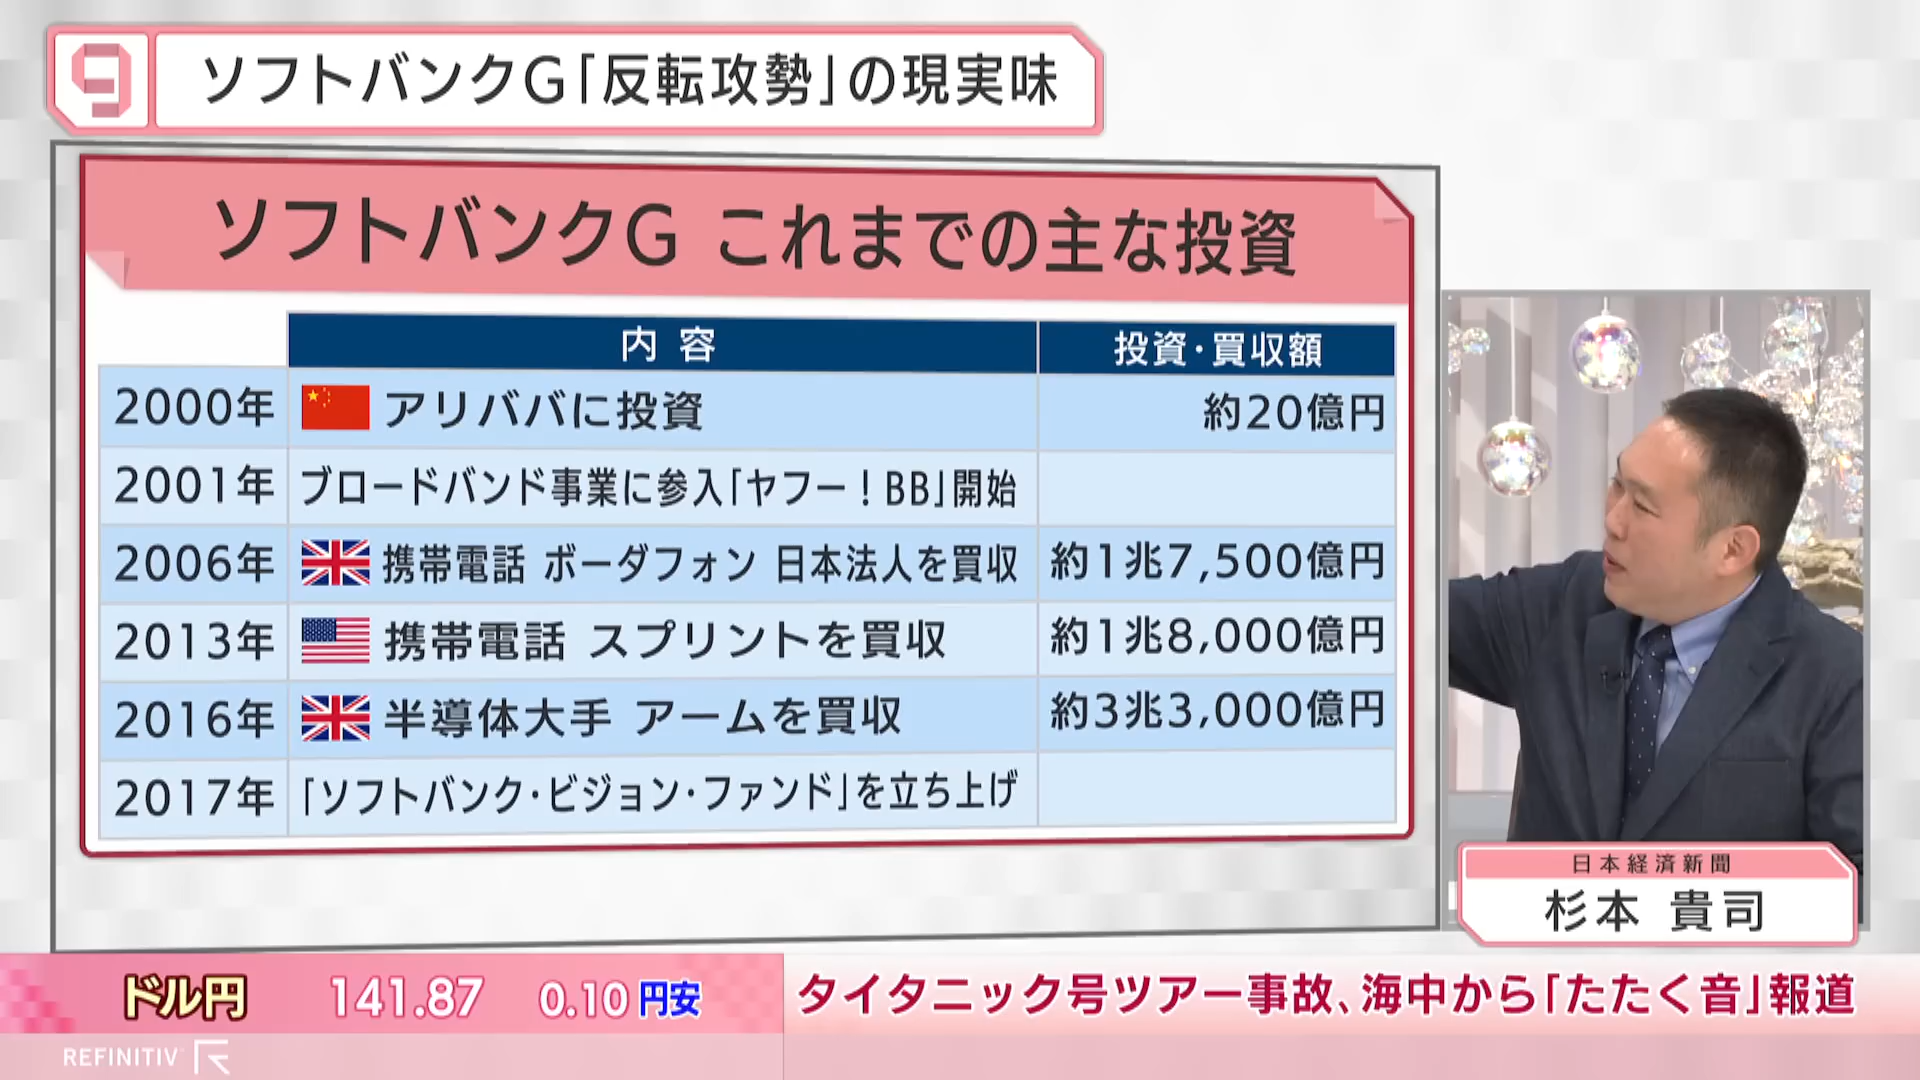 9
ソフトバンクG「反転攻勢」の現実味
ソフトバンクG これまでの主な投資
内容 投資・買収額
2000年 アリババに投資 約20億円
2001年 ブロードバンド事業に参入「ヤフー！BB」開始
2006年 携帯電話 ボーダフォン 日本法人を買収 約1兆7,500億円
2013年 携帯電話 スプリントを買収 約1兆8,000億円
2016年 半導体大手 アームを買収 約3兆3,000億円
2017年 「ソフトバンク・ビジョン・ファンド」を立ち上げ
日本経済新聞
杉本 貴司
ドル円 141.87 0.10 円安
タイタニック号ツアー事故、海中から「たたく音」報道
REFINITIV